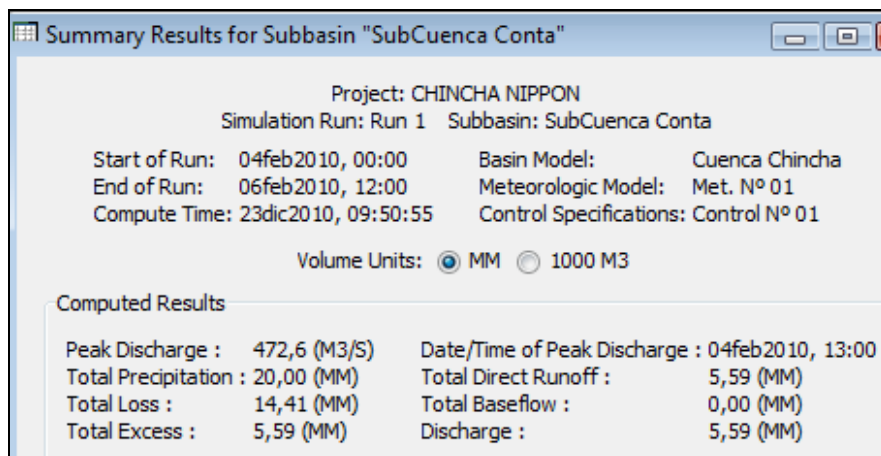 Summary Results for Subbasin "SubCuenca Conta"
Project: CHINCHA NIPPON
Simulation Run: Run 1 Subbasin: SubCuenca Conta
Start of Run: 04feb2010, 00:00 Basin Model: Cuenca Chincha
End of Run: 06feb2010, 12:00 Meteorologic Model: Met. Nº 01
Compute Time: 23dic2010, 09:50:55 Control Specifications: Control Nº 01
Volume Units: MM 1000 M3
Computed Results
Peak Discharge : 472,6 (M3/S) Date/Time of Peak Discharge : 04feb2010, 13:00
Total Precipitation : 20,00 (MM) Total Direct Runoff : 5,59 (MM)
Total Loss : 14,41 (MM) Total Baseflow : 0,00 (MM)
Total Excess : 5,59 (MM) Discharge : 5,59 (MM)